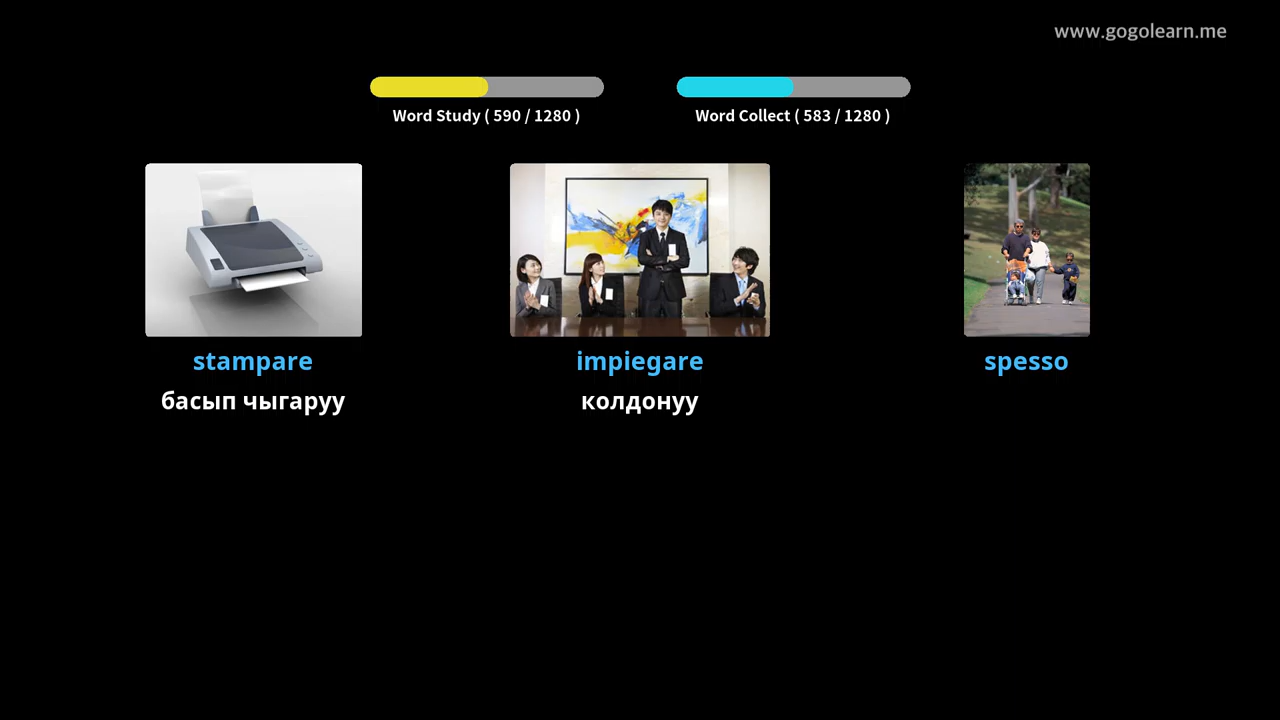 www.gogolearn.me
Word Study ( 590 / 1280 )
Word Collect ( 583 / 1280 )
stampare
impiegare
spesso
басып чыгаруу
колдонуу